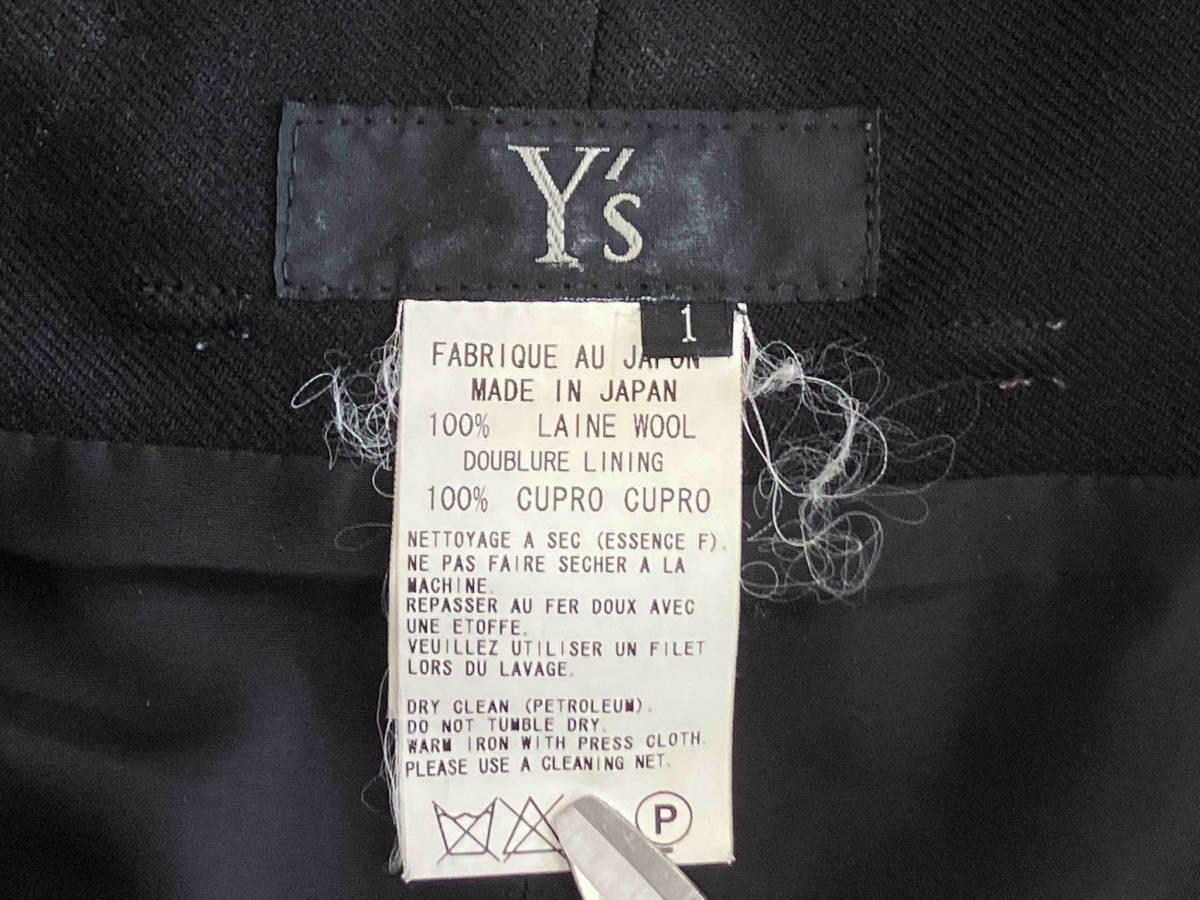 Y's
1
FABRIQUE AU JAPON
MADE IN JAPAN
100% LAINE WOOL
DOUBLURE LINING
100% CUPRO CUPRO
NETTOYAGE A SEC (ESSENCE F).
NE PAS FAIRE SECHER A LA
MACHINE.
REPASSER AU FER DOUX AVEC
UNE ETOFFE.
VEUILLEZ UTILISER UN FILET
LORS DU LAVAGE.
DRY CLEAN (PETROLEUM).
DO NOT TUMBLE DRY.
WARM IRON WITH PRESS CLOTH.
PLEASE USE A CLEANING NET.
P